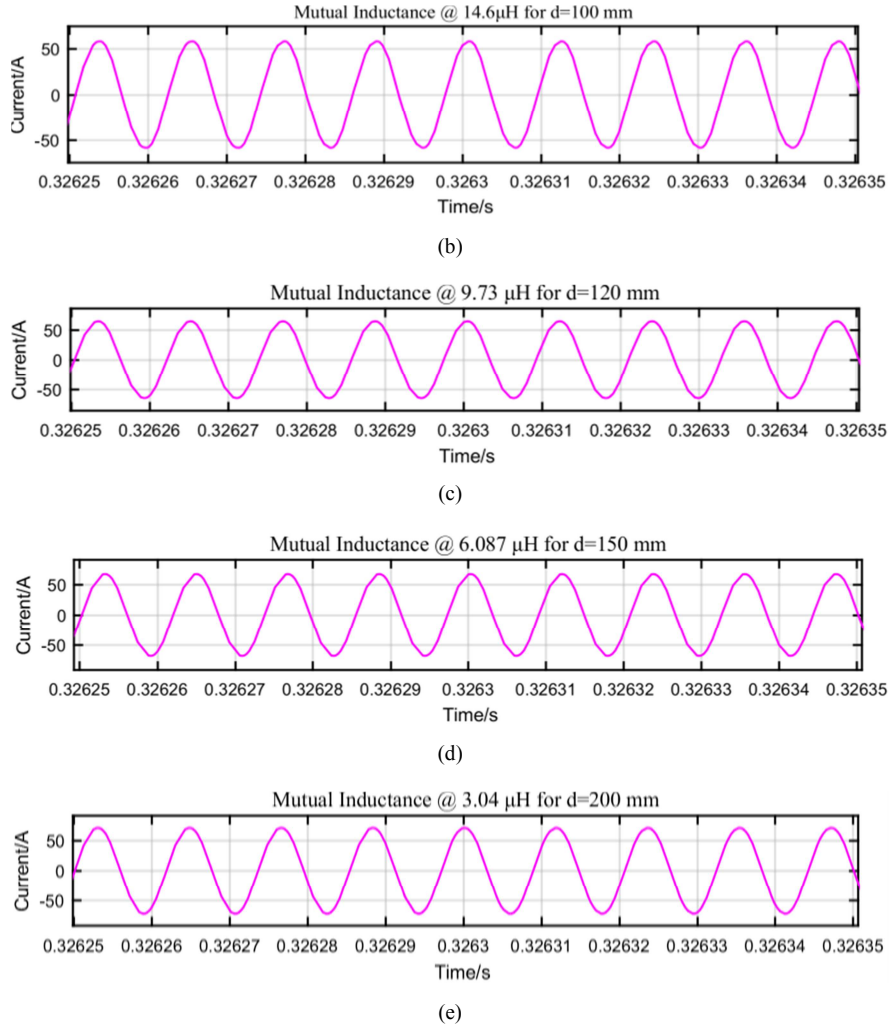 Mutual Inductance @ 14.6μH for d=100 mm
50
0
-50
Current/A
0.32625 0.32626 0.32627 0.32628 0.32629 0.3263 0.32631 0.32632 0.32633 0.32634 0.32635
Time/s
(b)
Mutual Inductance @ 9.73 μH for d=120 mm
50
0
-50
Current/A
0.32625 0.32626 0.32627 0.32628 0.32629 0.3263 0.32631 0.32632 0.32633 0.32634 0.32635
Time/s
(c)
Mutual Inductance @ 6.087 μH for d=150 mm
50
0
-50
Current/A
0.32625 0.32626 0.32627 0.32628 0.32629 0.3263 0.32631 0.32632 0.32633 0.32634 0.32635
Time/s
(d)
Mutual Inductance @ 3.04 μH for d=200 mm
50
0
-50
Current/A
0.32625 0.32626 0.32627 0.32628 0.32629 0.3263 0.32631 0.32632 0.32633 0.32634 0.32635
Time/s
(e)